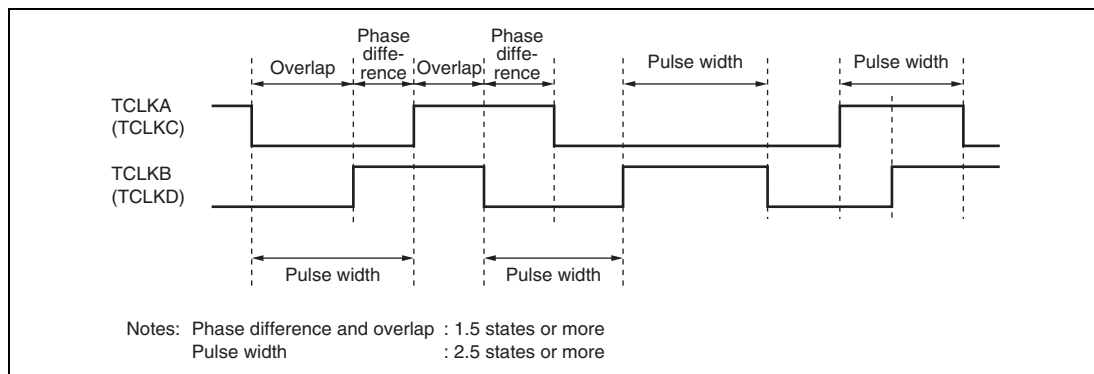 Phase
diffe-
rence
Phase
diffe-
rence
Overlap
Overlap
Pulse width
Pulse width
TCLKA
(TCLKC)
TCLKB
(TCLKD)
Pulse width
Pulse width
Notes: Phase difference and overlap : 1.5 states or more
Pulse width : 2.5 states or more